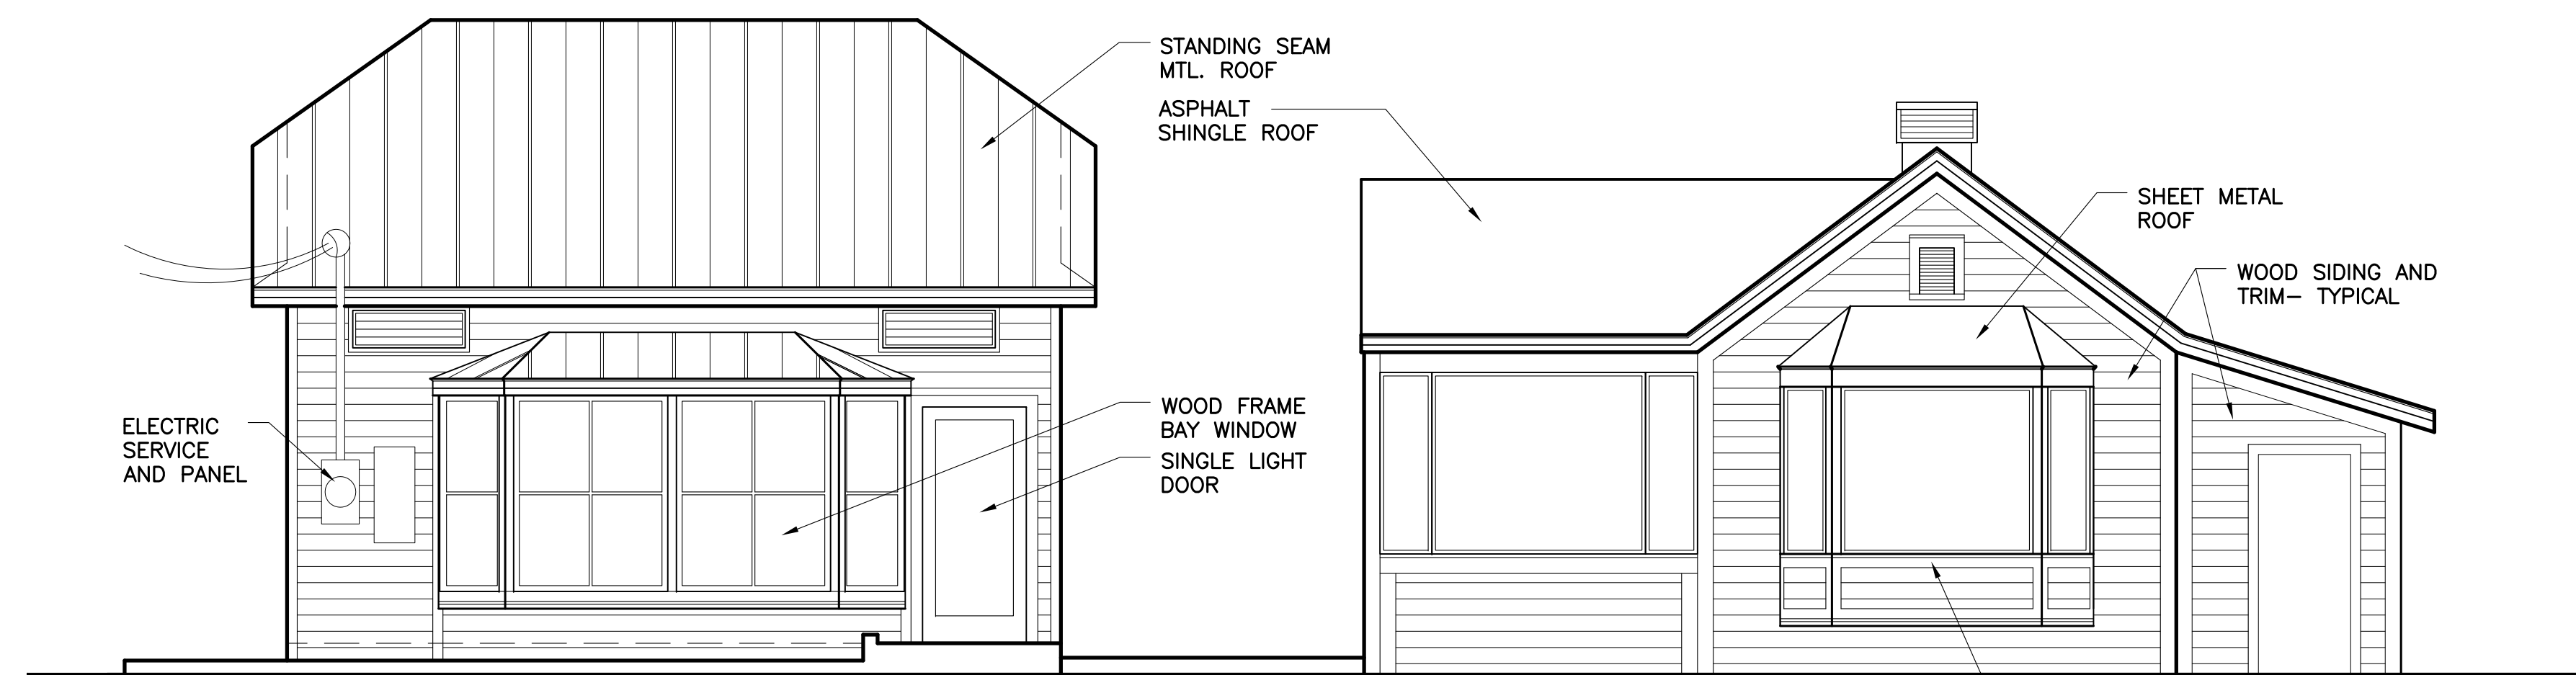 STANDING SEAM
MTL. ROOF
ASPHALT
SHINGLE ROOF
SHEET METAL
ROOF
WOOD SIDING AND
TRIM– TYPICAL
ELECTRIC
SERVICE
AND PANEL
WOOD FRAME
BAY WINDOW
SINGLE LIGHT
DOOR